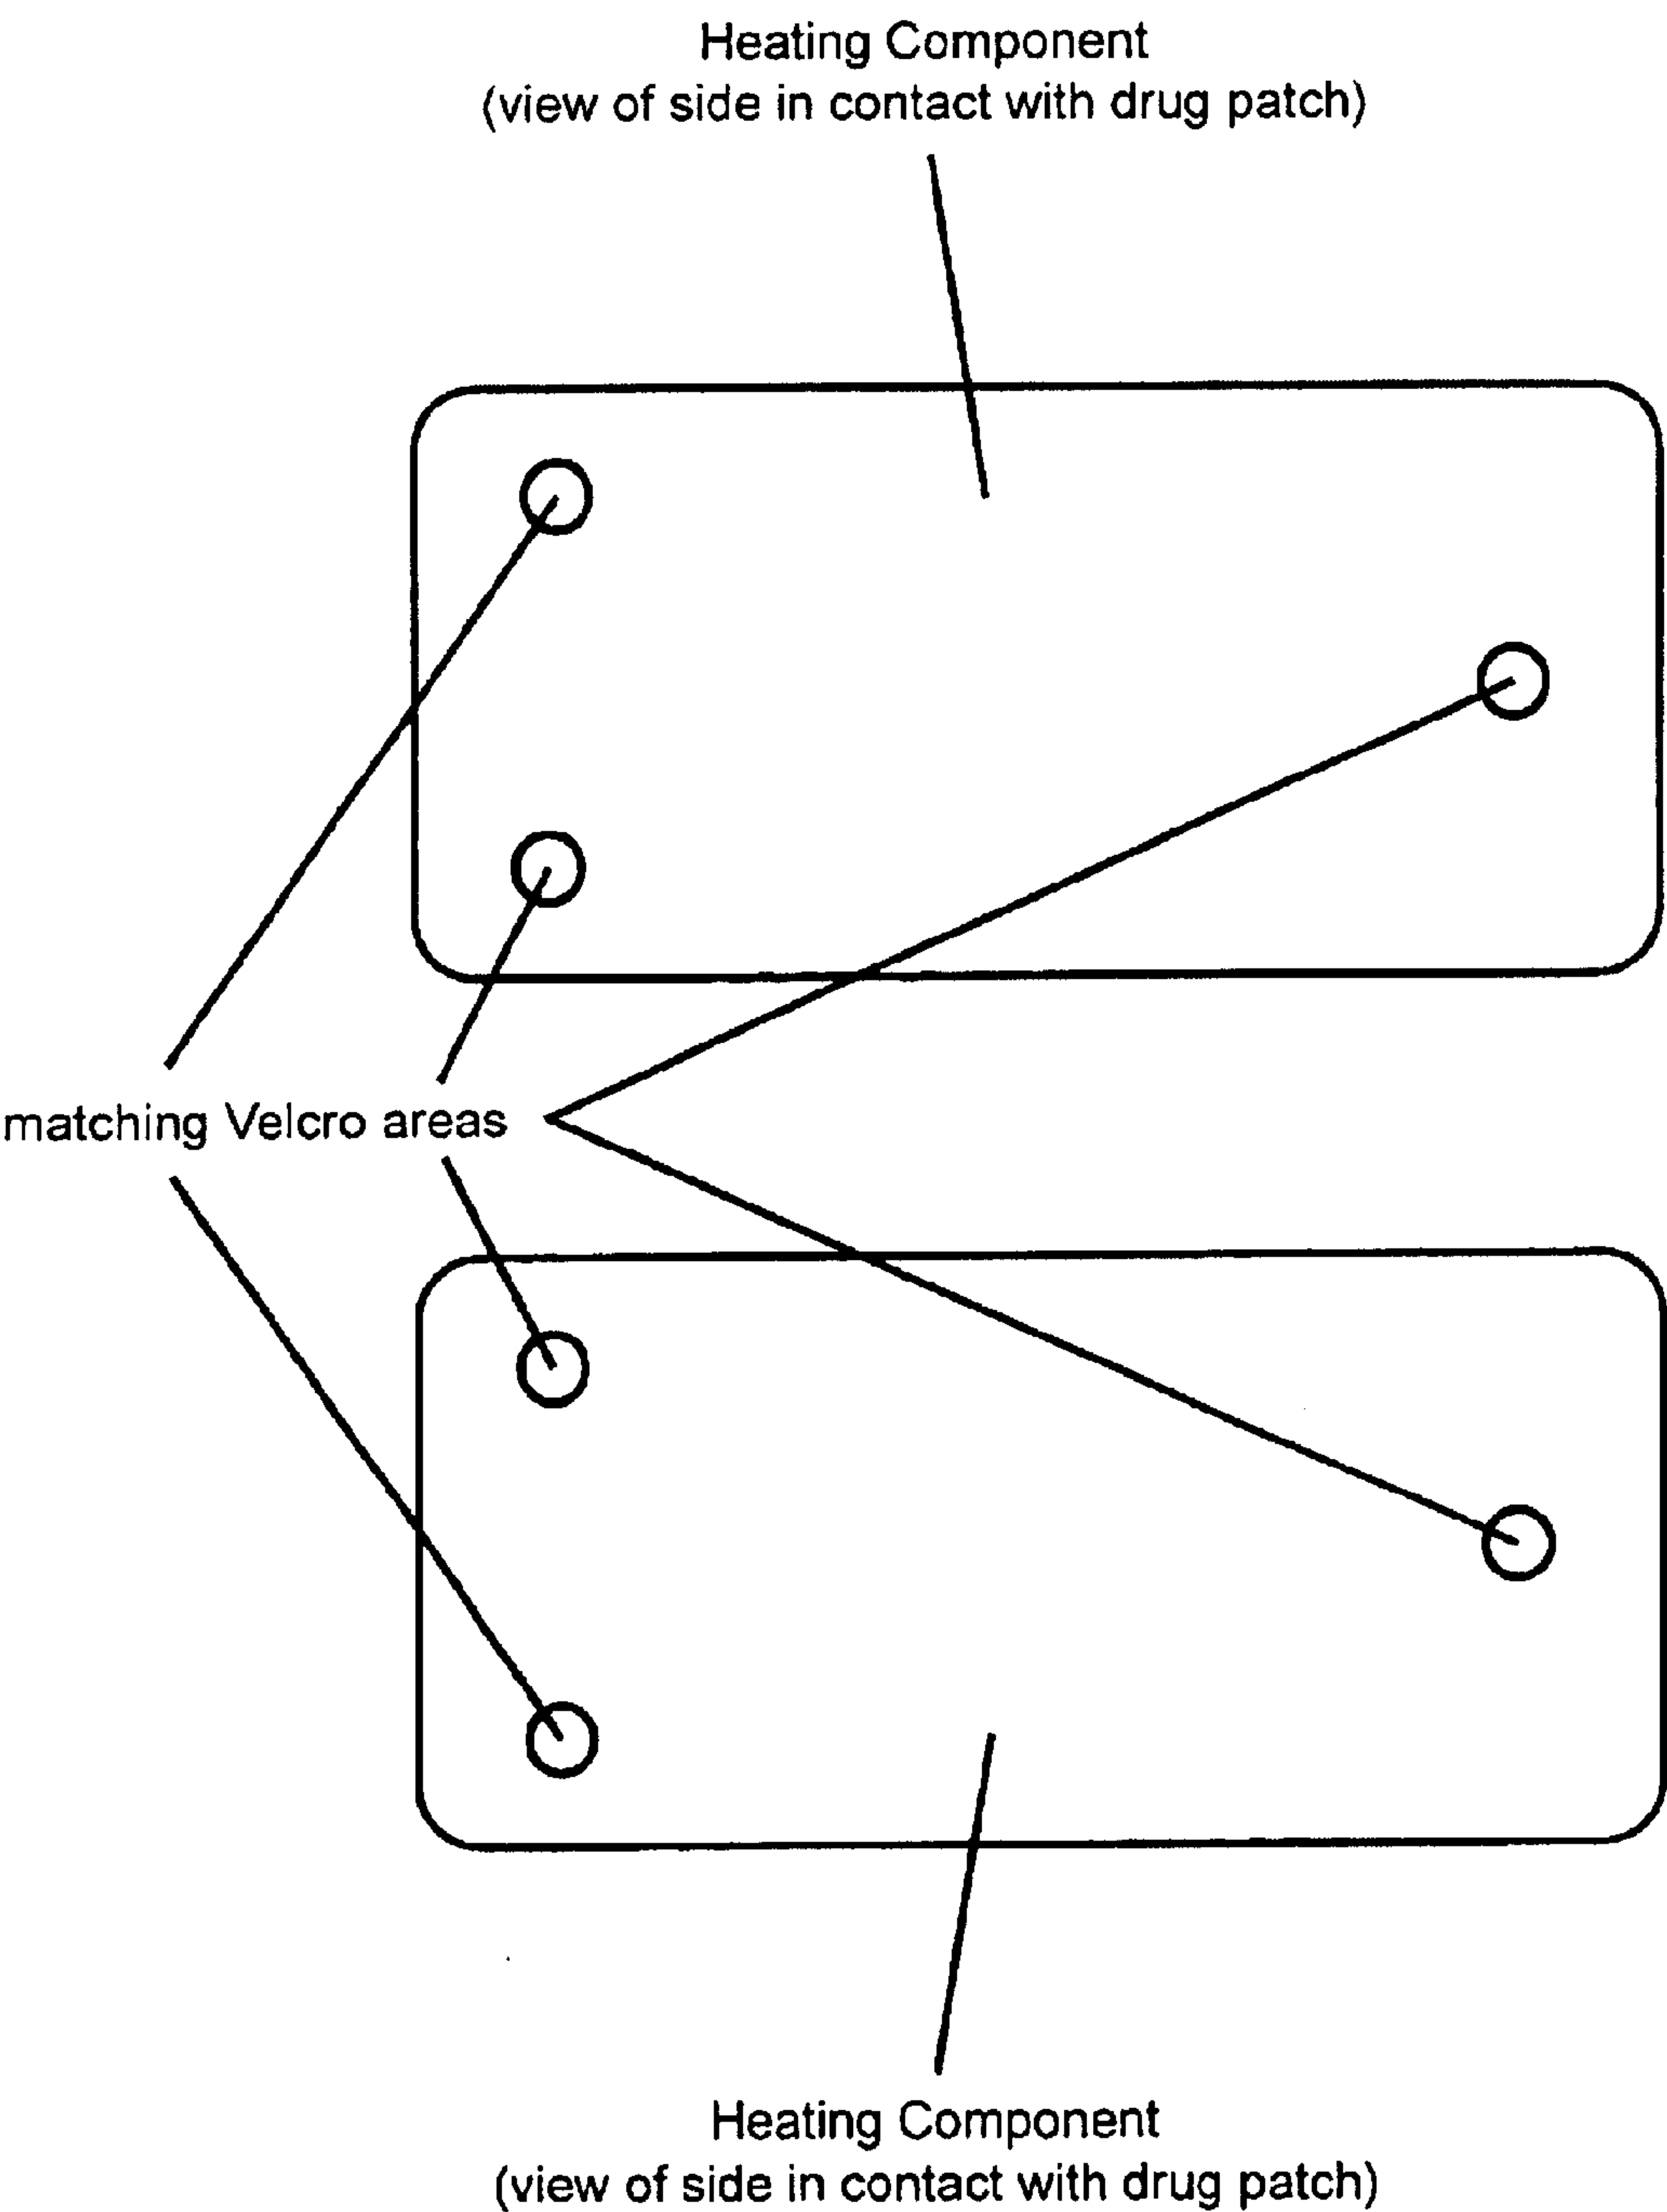 Heating Component
(view of side in contact with drug patch)
matching Velcro areas
Heating Component
(view of side in contact with drug patch)